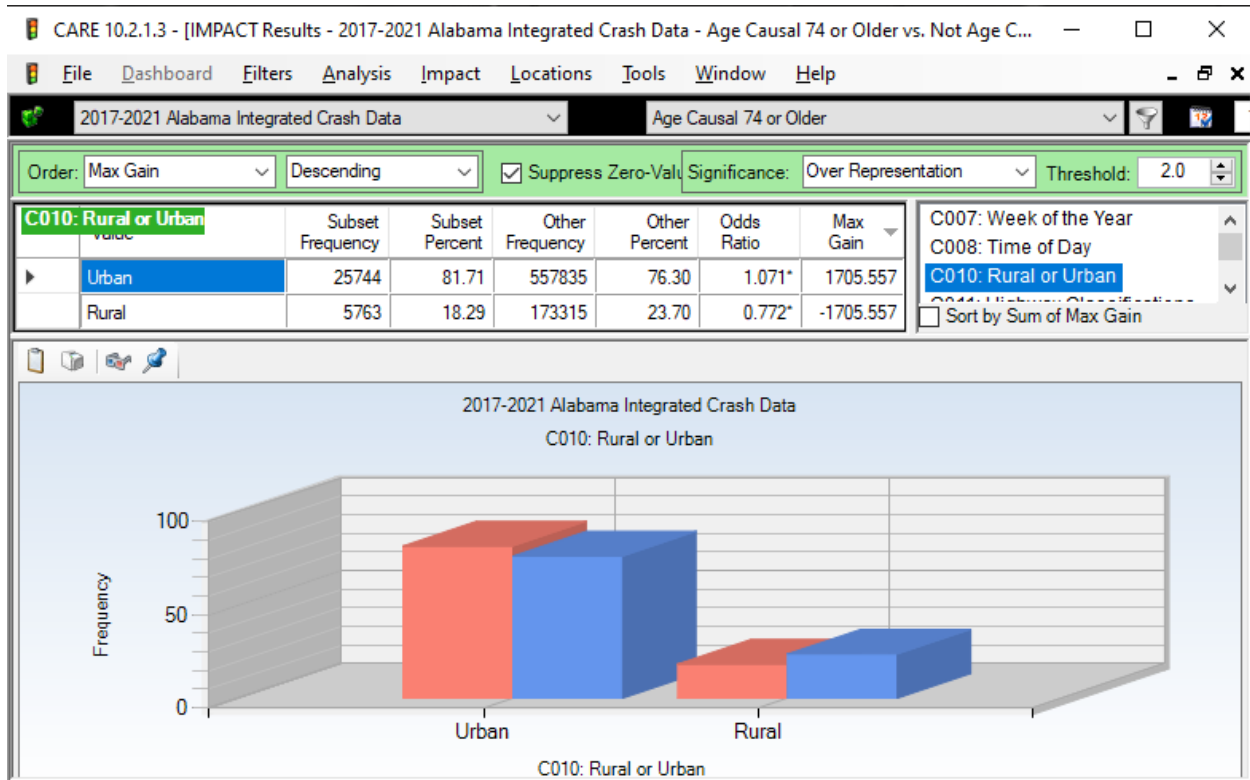 CARE 10.2.1.3 - [IMPACT Results - 2017-2021 Alabama Integrated Crash Data - Age Causal 74 or Older vs. Not Age C...
File Dashboard Filters Analysis Impact Locations Tools Window Help
2017-2021 Alabama Integrated Crash Data Age Causal 74 or Older
Order: Max Gain Descending Suppress Zero-Valu Significance: Over Representation Threshold: 2.0
C010: Rural or Urban Subset Frequency Subset Percent Other Frequency Other Percent Odds Ratio Max Gain
Urban 25744 81.71 557835 76.30 1.071* 1705.557
Rural 5763 18.29 173315 23.70 0.772* -1705.557
C007: Week of the Year
C008: Time of Day
C010: Rural or Urban
Sort by Sum of Max Gain
2017-2021 Alabama Integrated Crash Data
C010: Rural or Urban
Frequency
100
50
0
Urban Rural
C010: Rural or Urban